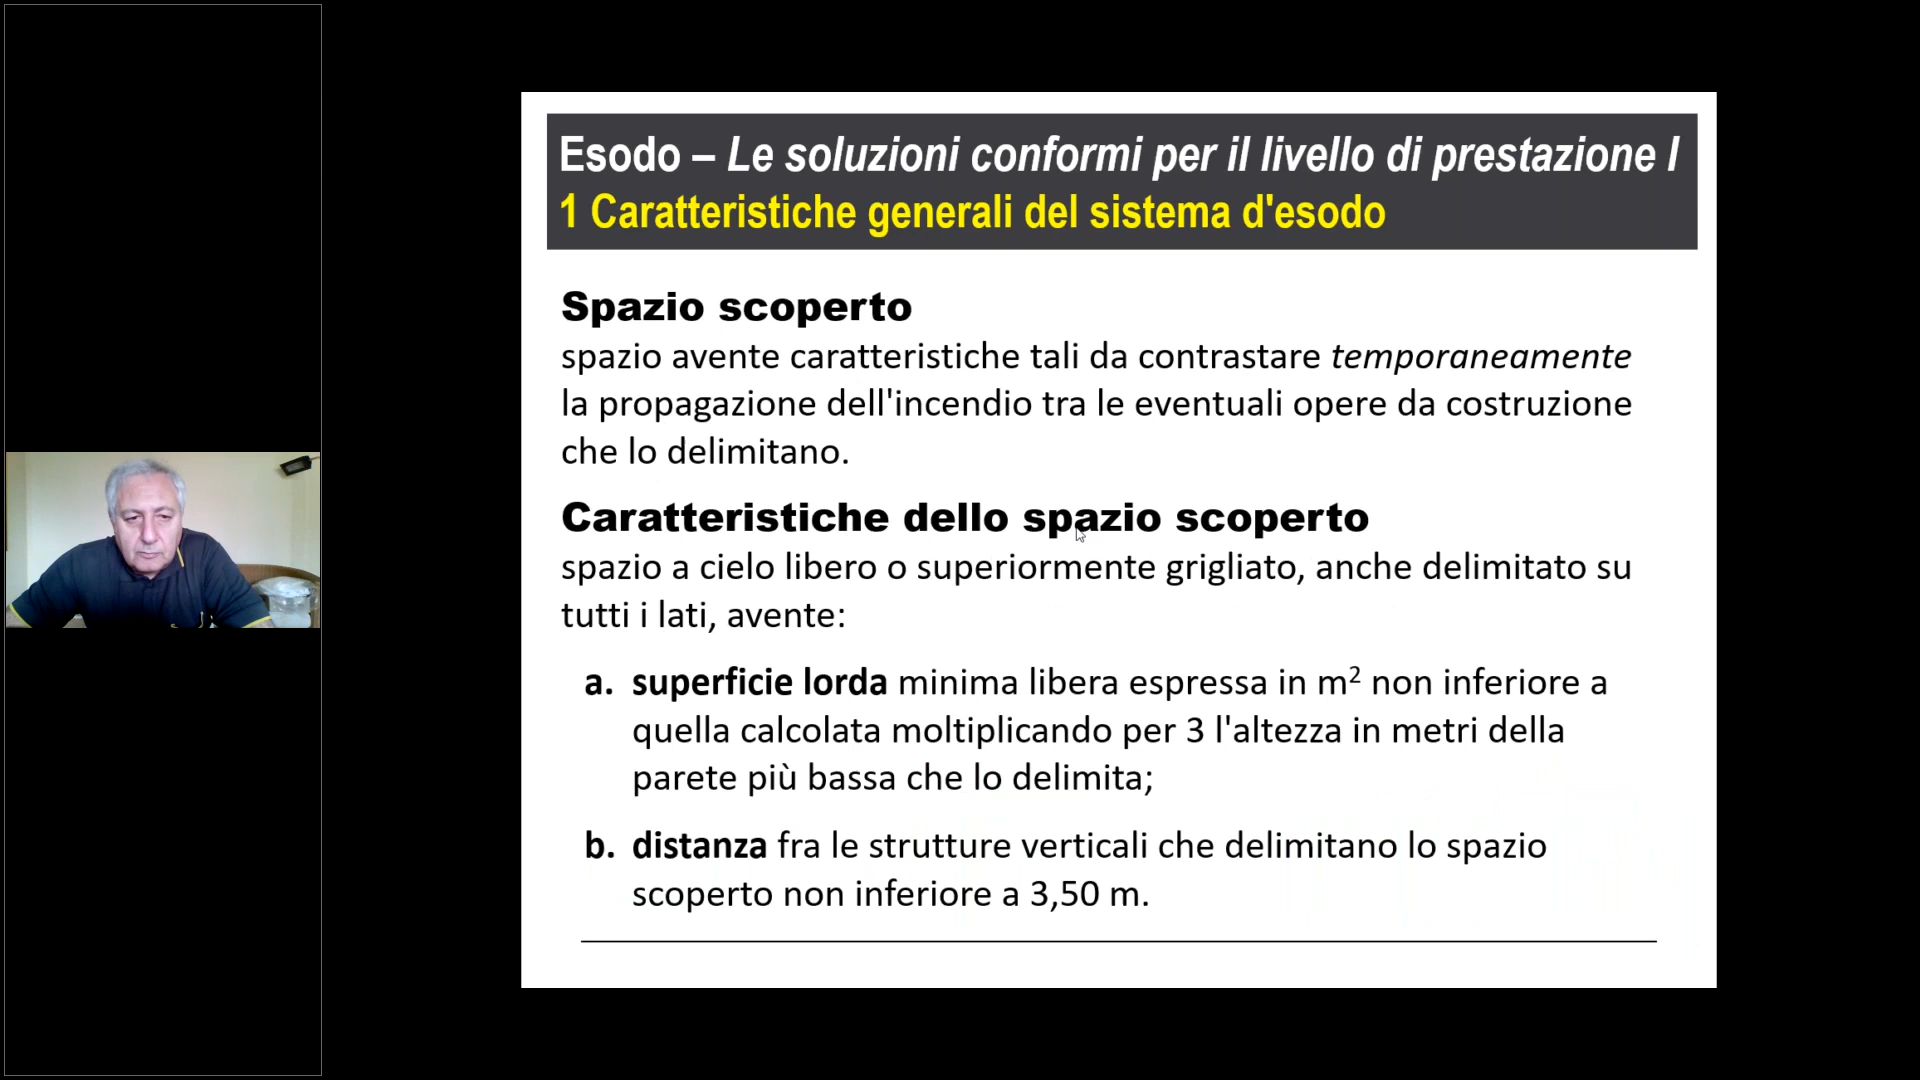 Esodo – Le soluzioni conformi per il livello di prestazione I
1 Caratteristiche generali del sistema d'esodo
Spazio scoperto
spazio avente caratteristiche tali da contrastare temporaneamente
la propagazione dell'incendio tra le eventuali opere da costruzione
che lo delimitano.
Caratteristiche dello spazio scoperto
spazio a cielo libero o superiormente grigliato, anche delimitato su
tutti i lati, avente:
a. superficie lorda minima libera espressa in m² non inferiore a
quella calcolata moltiplicando per 3 l'altezza in metri della
parete più bassa che lo delimita;
b. distanza fra le strutture verticali che delimitano lo spazio
scoperto non inferiore a 3,50 m.